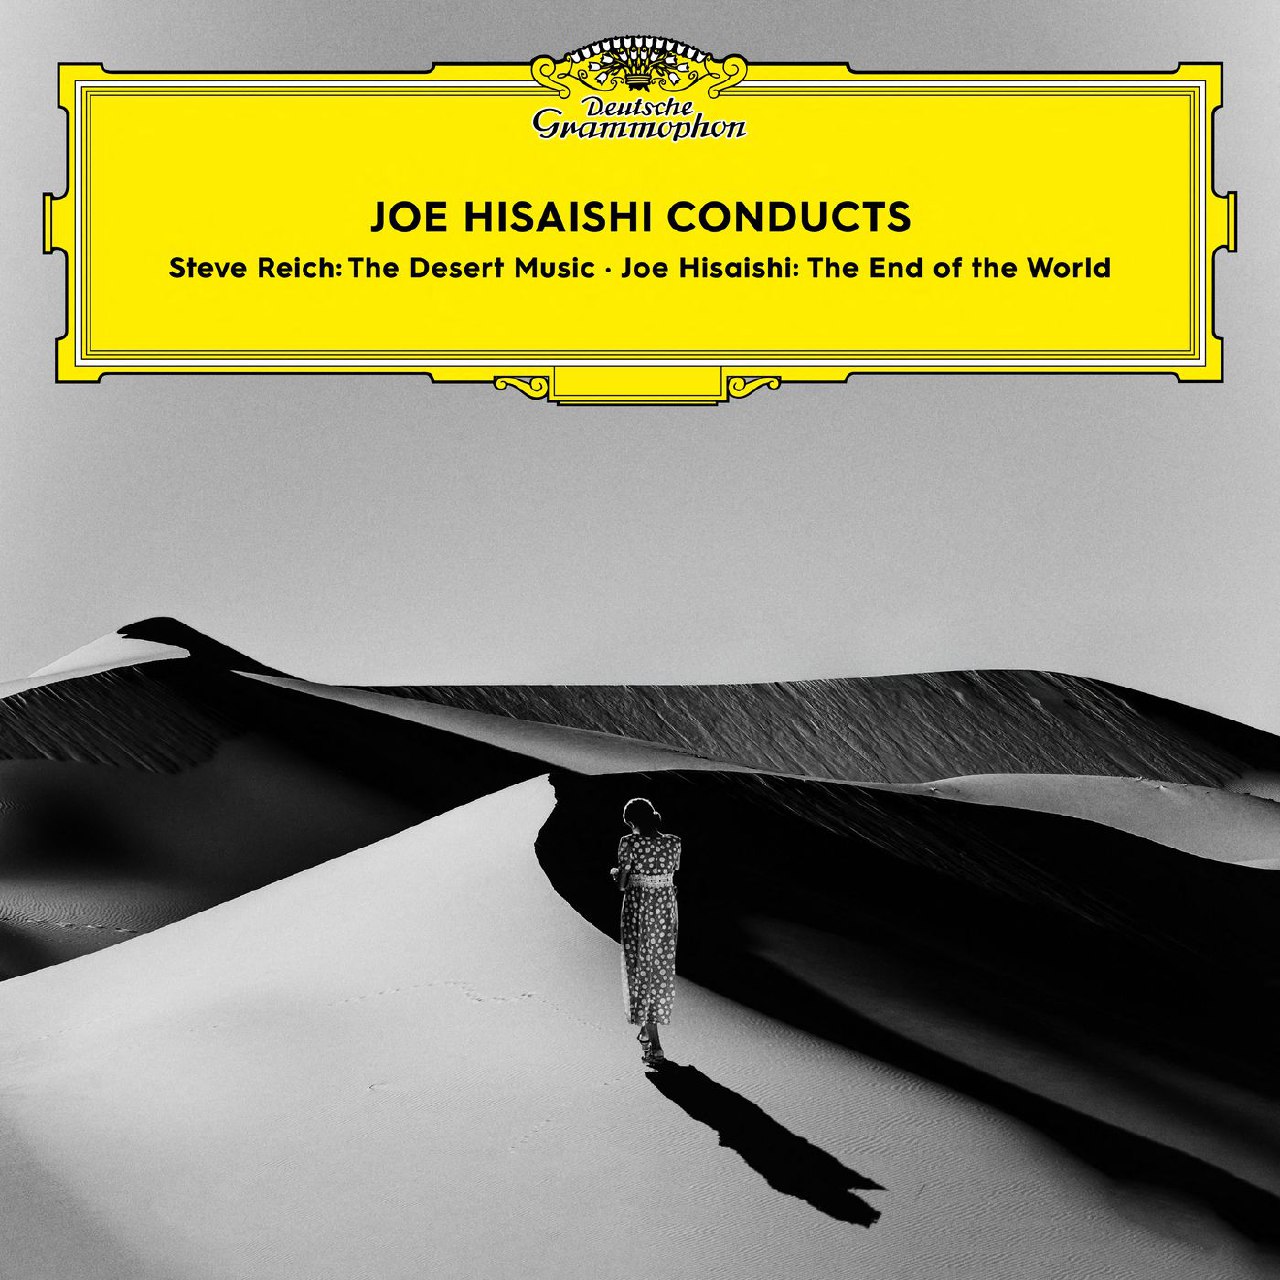 Deutsche
Grammophon
JOE HISAISHI CONDUCTS
Steve Reich: The Desert Music · Joe Hisaishi: The End of the World